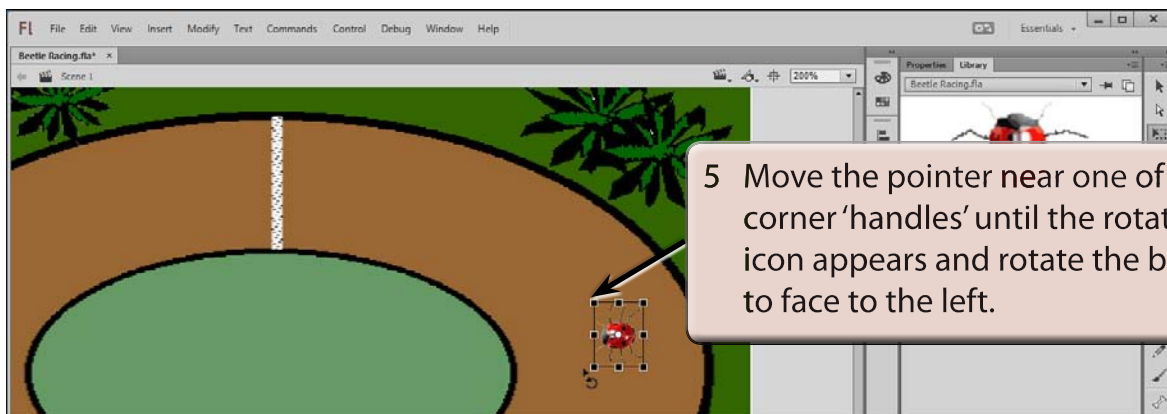 Fl File Edit View Insert Modify Text Commands Control Debug Window Help
Essentials
Beetle Racing.fla* ×
Scene 1
200%
Properties Library
Beetle Racing.fla
5 Move the pointer near one of
corner ‘handles’ until the rotat
icon appears and rotate the b
to face to the left.